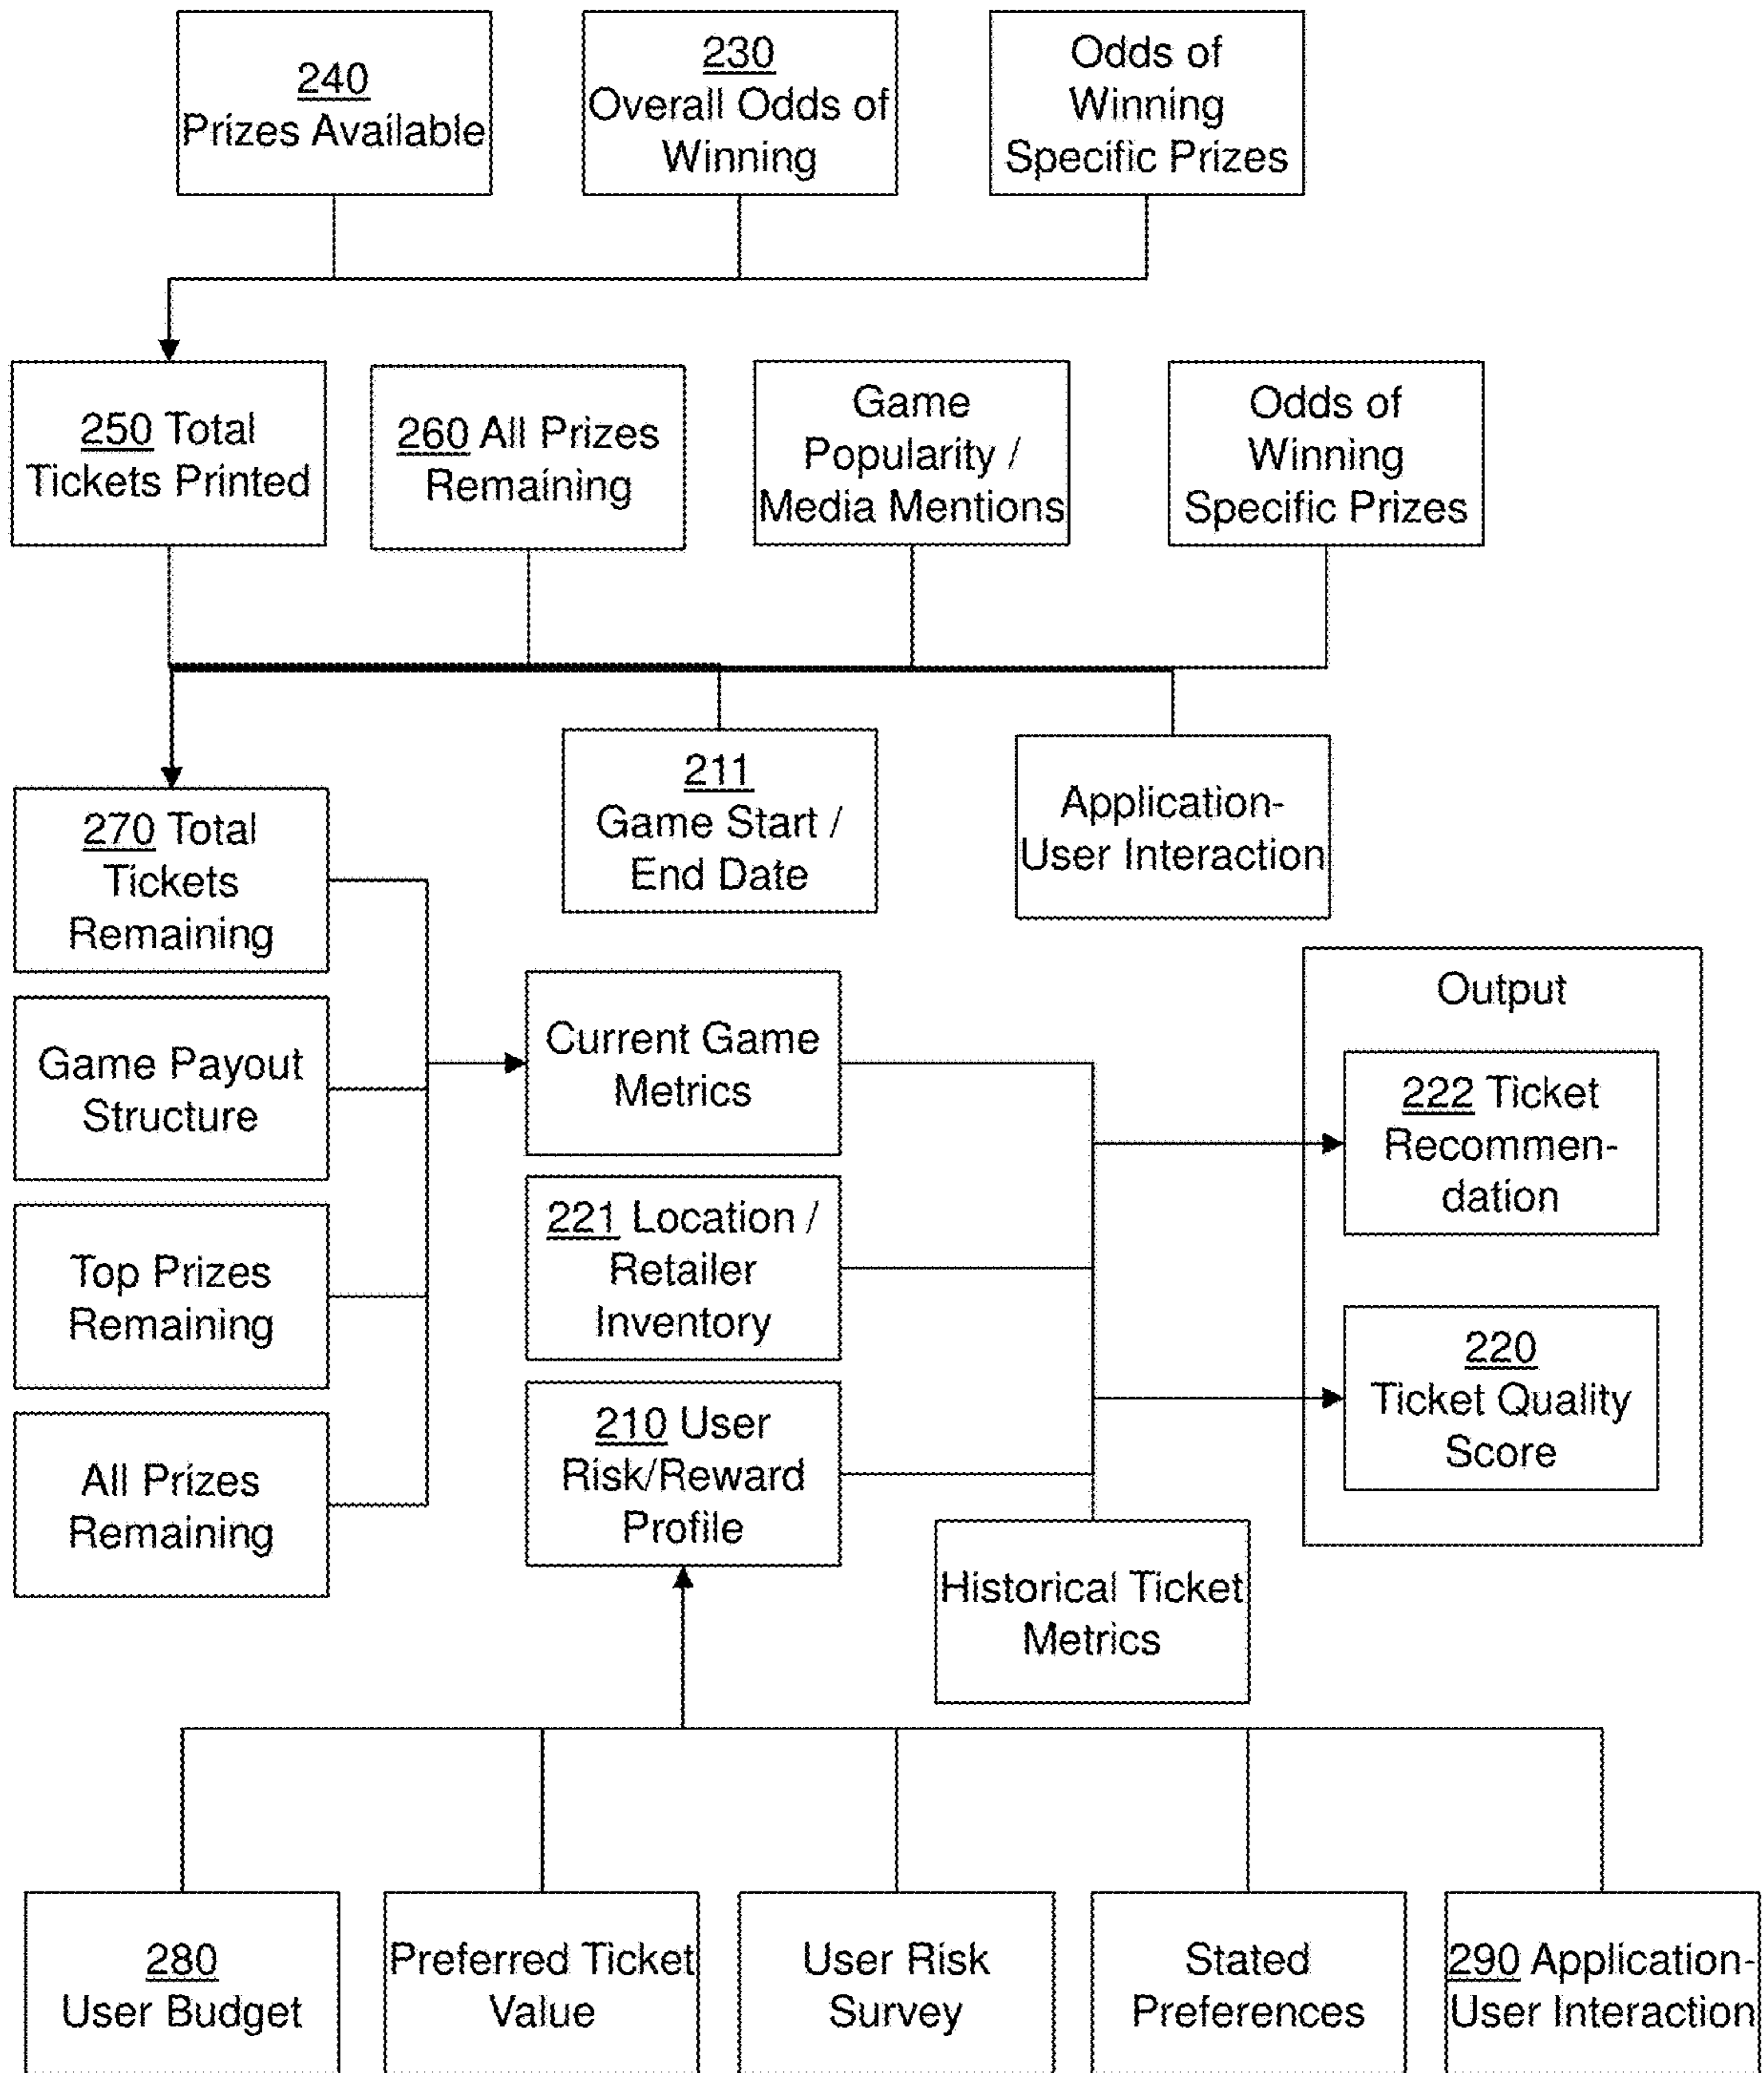 240
Prizes Available
230
Overall Odds of
Winning
Odds of
Winning
Specific Prizes
250 Total
Tickets Printed
260 All Prizes
Remaining
Game
Popularity /
Media Mentions
Odds of
Winning
Specific Prizes
211
Game Start /
End Date
Application-
User Interaction
270 Total
Tickets
Remaining
Game Payout
Structure
Top Prizes
Remaining
All Prizes
Remaining
Current Game
Metrics
221 Location /
Retailer
Inventory
210 User
Risk/Reward
Profile
Historical Ticket
Metrics
Output
222 Ticket
Recommen-
dation
220
Ticket Quality
Score
280
User Budget
Preferred Ticket
Value
User Risk
Survey
Stated
Preferences
290 Application-
User Interaction